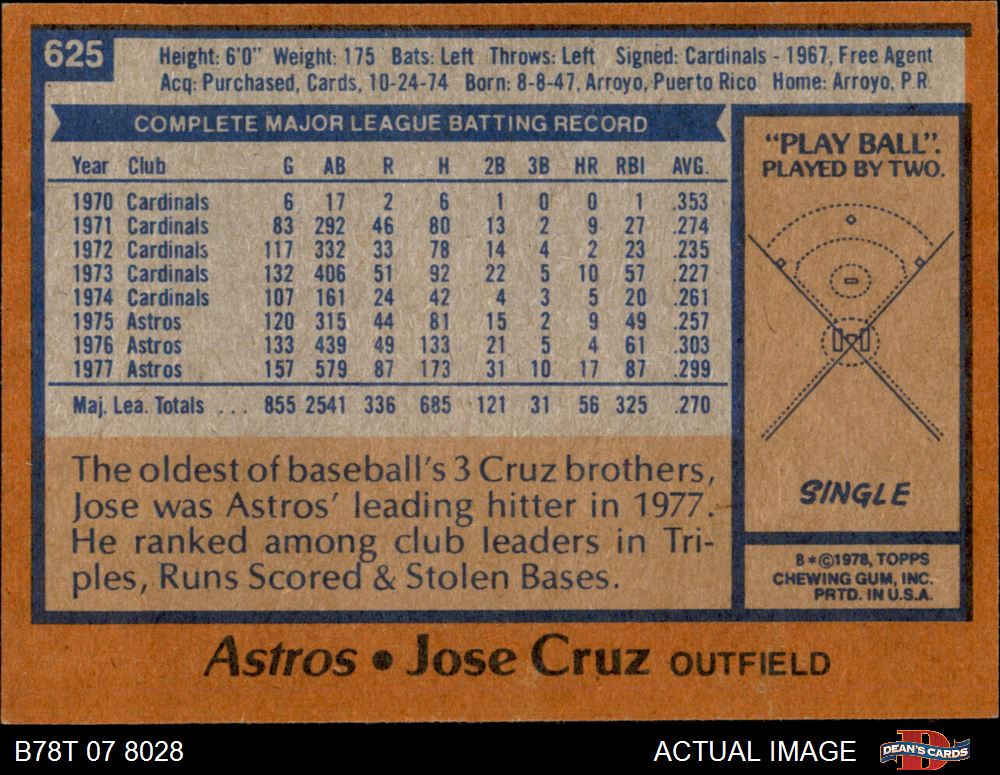 625
Height: 6'0" Weight: 175 Bats: Left Throws: Left Signed: Cardinals - 1967, Free Agent
Acq: Purchased, Cards, 10-24-74 Born: 8-8-47, Arroyo, Puerto Rico Home: Arroyo, P.R.
COMPLETE MAJOR LEAGUE BATTING RECORD
Year Club G AB R H 2B 3B HR RBI AVG.
1970 Cardinals 6 17 2 6 1 0 0 1 .353
1971 Cardinals 83 292 46 80 13 2 9 27 .274
1972 Cardinals 117 332 33 78 14 4 2 23 .235
1973 Cardinals 132 406 51 92 22 5 10 57 .227
1974 Cardinals 107 161 24 42 4 3 5 20 .261
1975 Astros 120 315 44 81 15 2 9 49 .257
1976 Astros 133 439 49 133 21 5 4 61 .303
1977 Astros 157 579 87 173 31 10 17 87 .299
Maj. Lea. Totals ... 855 2541 336 685 121 31 56 325 .270
The oldest of baseball's 3 Cruz brothers,
Jose was Astros' leading hitter in 1977.
He ranked among club leaders in Tri-
ples, Runs Scored & Stolen Bases.
"PLAY BALL".
PLAYED BY TWO.
SINGLE
B*©1978, TOPPS
CHEWING GUM, INC.
PRTD. IN U.S.A.
Astros • Jose Cruz OUTFIELD
B78T 07 8028
ACTUAL IMAGE
D
DEAN'S CARDS